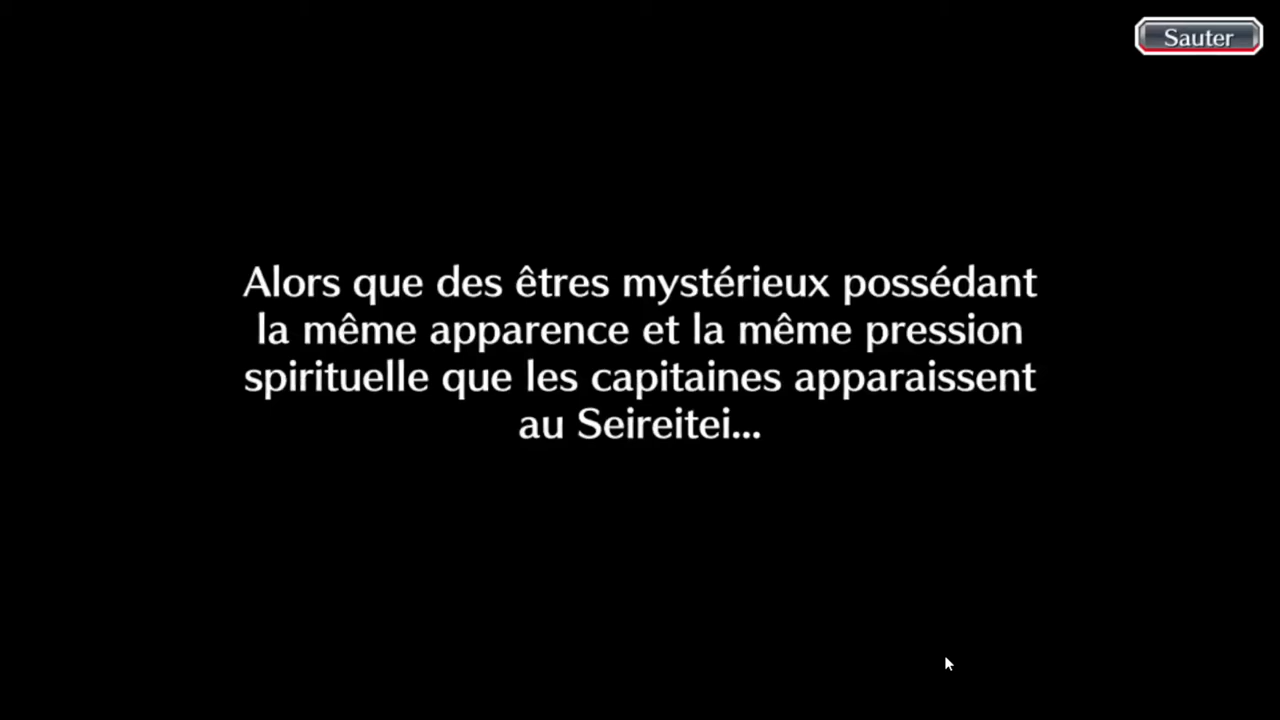 Sauter
Alors que des êtres mystérieux possédant
la même apparence et la même pression
spirituelle que les capitaines apparaissent
au Seireitei...